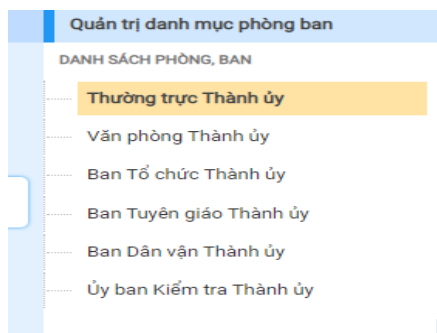 Quản trị danh mục phòng ban
DANH SÁCH PHÒNG, BAN
Thường trực Thành ủy
Văn phòng Thành ủy
Ban Tổ chức Thành ủy
Ban Tuyên giáo Thành ủy
Ban Dân vận Thành ủy
Ủy ban Kiểm tra Thành ủy